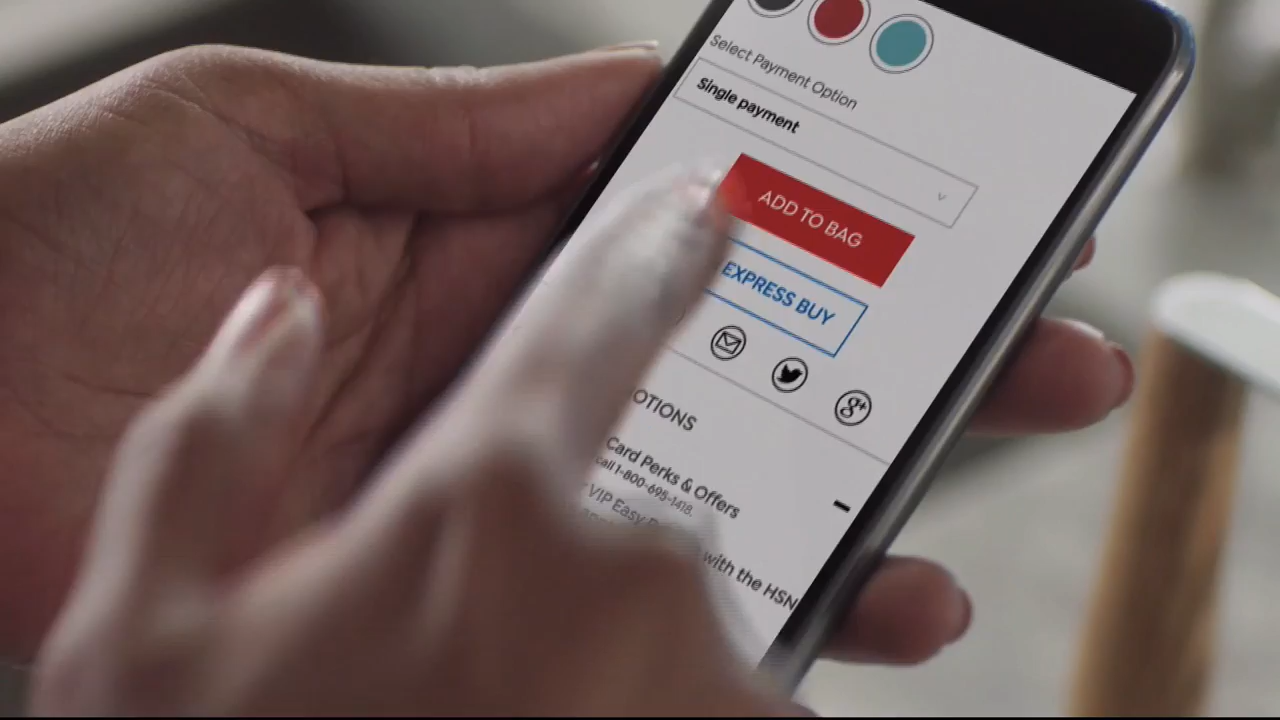 Select Payment Option
Single payment
ADD TO BAG
EXPRESS BUY
g+
OTIONS
Card Perks & Offers
call 1-800-695-1418.
VIP Easy
with the HSN